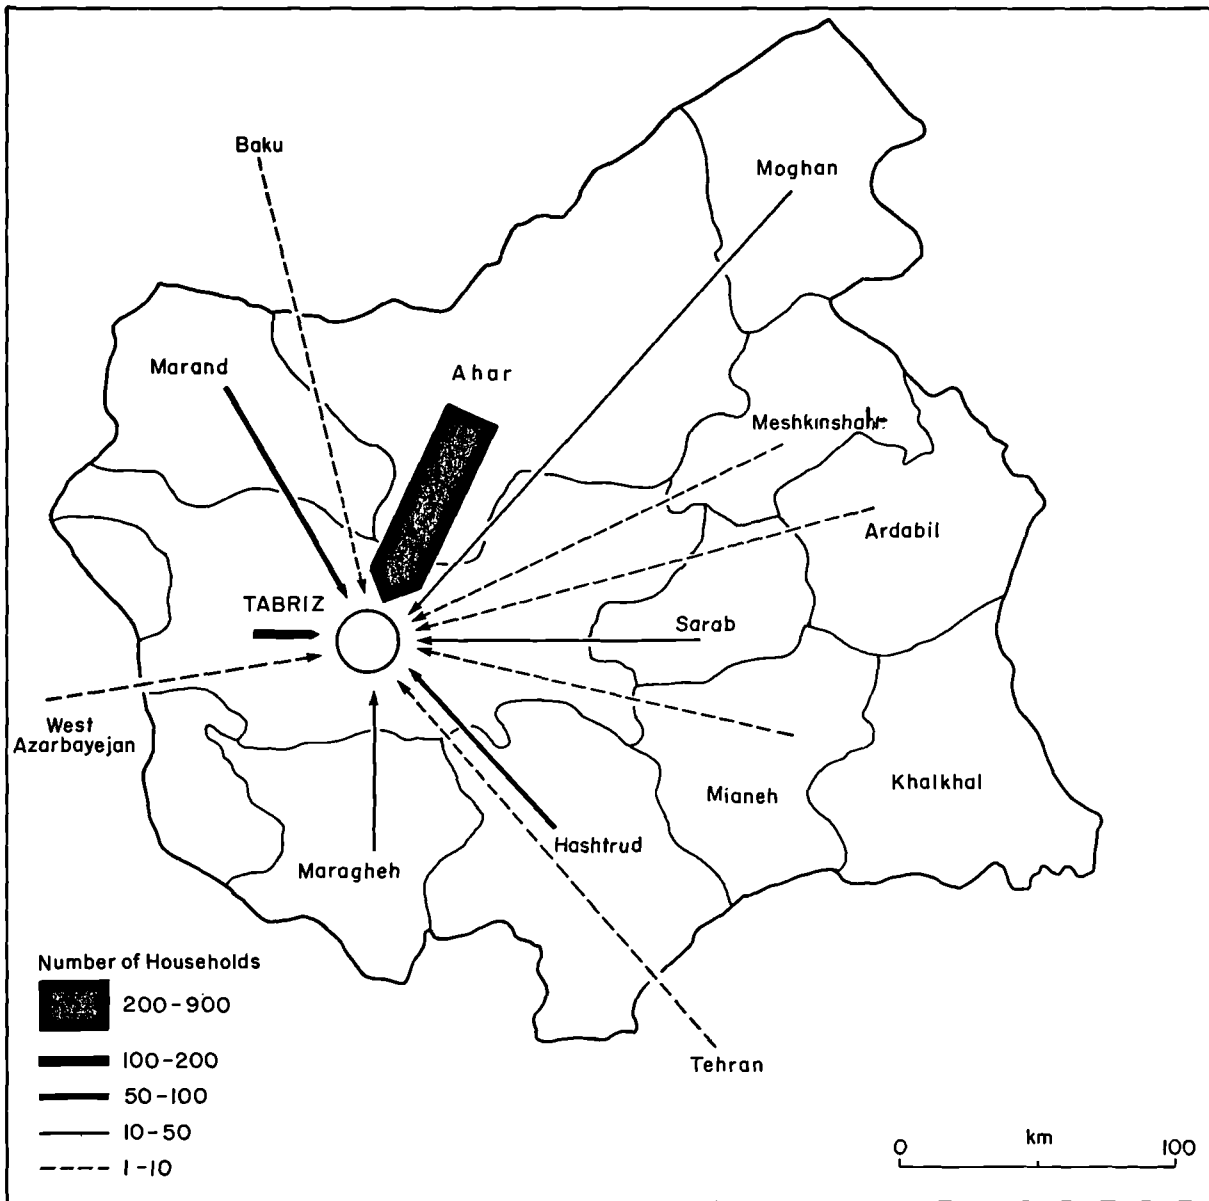 Baku
Moghan
Marand
Ahar
Meshkinshahr
Ardabil
TABRIZ
Sarab
West
Azarbayejan
Mianeh
Khalkhal
Hashtrud
Maragheh
Number of Households
200-900
100-200
50-100
10-50
1-10
Tehran
km
0 100